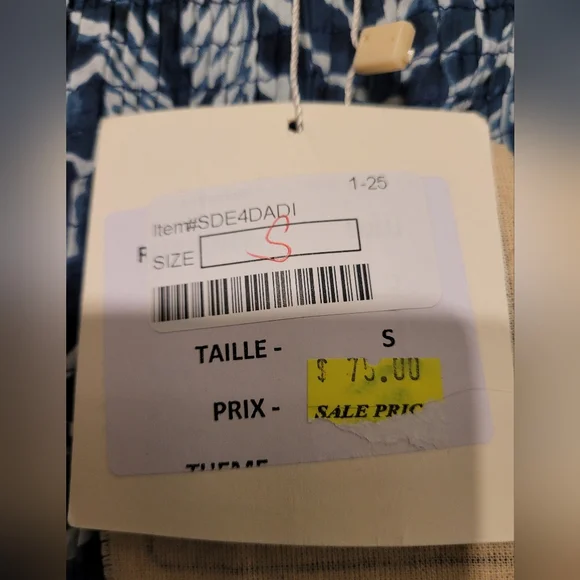 1-25
Item#SDE4DADI
SIZE S
TAILLE - S
$ 75.00
PRIX - SALE PRIC